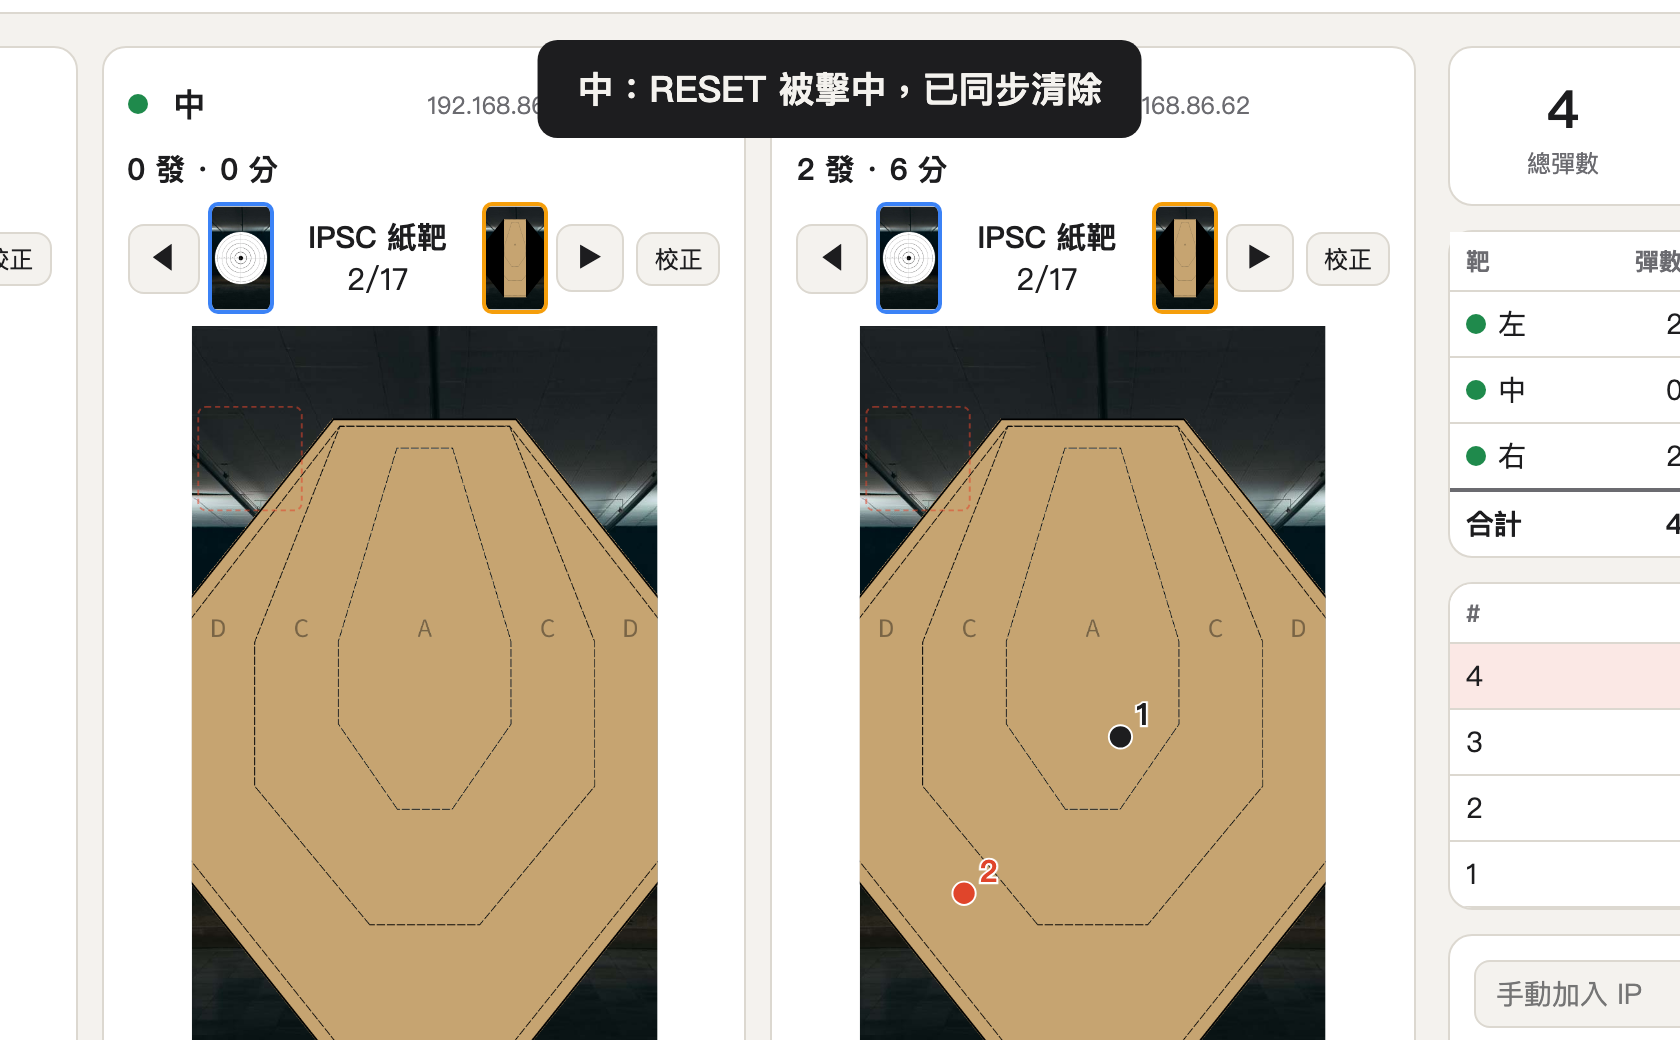 中：RESET 被擊中，已同步清除
校正
中
192.168.86
0 發 · 0 分
IPSC 紙靶
2/17
校正
D C A C D
168.86.62
2 發 · 6 分
IPSC 紙靶
2/17
校正
D C A C D
1
2
4
總彈數
靶 彈數
左 2
中 0
右 2
合計 4
#
4
3
2
1
手動加入 IP